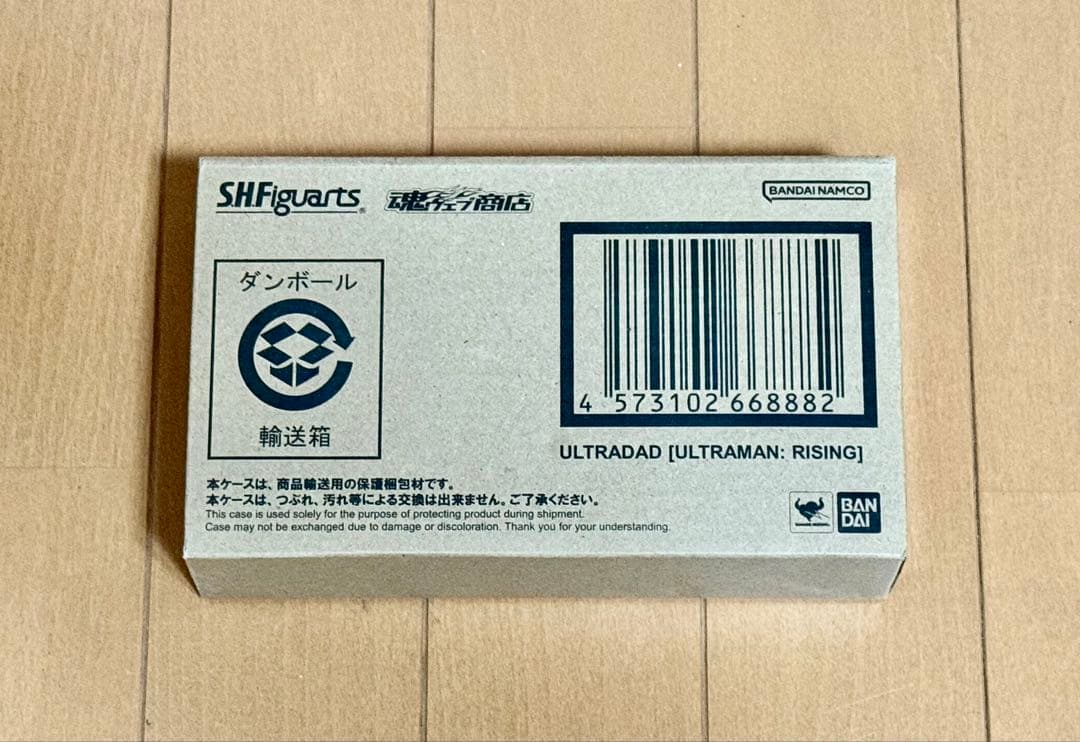 S.H.Figuarts®
魂ウェブ商店
BANDAI NAMCO
ダンボール
輸送箱
4 573102 668882
ULTRADAD [ULTRAMAN: RISING]
本ケースは、商品輸送用の保護梱包材です。
本ケースは、つぶれ、汚れ等による交換は出来ません。ご了承ください。
This case is used solely for the purpose of protecting product during shipment.
Case may not be exchanged due to damage or discoloration. Thank you for your understanding.
BAN
DAI